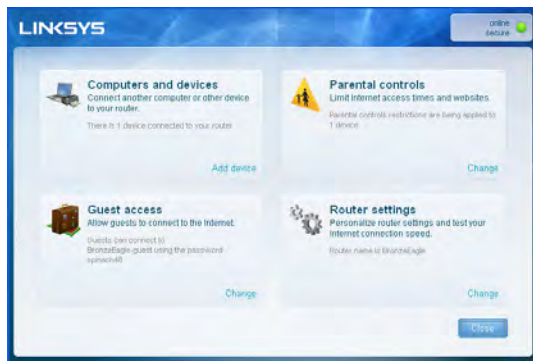 LINKSYS
online
secure
Computers and devices
Connect another computer or other device
to your router.
There is 1 device connected to your router
Add device
Parental controls
Limit Internet access times and websites.
Parental controls restrictions are being applied to
1 device
Change
Guest access
Allow guests to connect to the Internet.
Guests can connect to
BronzeEagle-guest using the password
spinach48
Change
Router settings
Personalize router settings and test your
Internet connection speed.
Router name is BronzeEagle
Change
Close